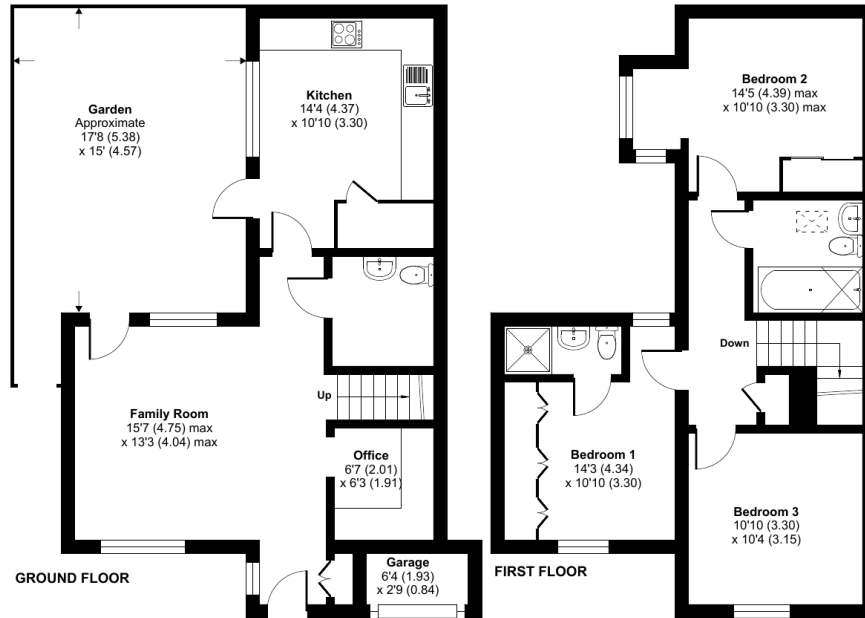 Garden
Approximate
17'8 (5.38)
x 15' (4.57)
Kitchen
14'4 (4.37)
x 10'10 (3.30)
Family Room
15'7 (4.75) max
x 13'3 (4.04) max
Up
Office
6'7 (2.01)
x 6'3 (1.91)
Garage
6'4 (1.93)
x 2'9 (0.84)
GROUND FLOOR
Bedroom 2
14'5 (4.39) max
x 10'10 (3.30) max
Down
Bedroom 1
14'3 (4.34)
x 10'10 (3.30)
Bedroom 3
10'10 (3.30)
x 10'4 (3.15)
FIRST FLOOR